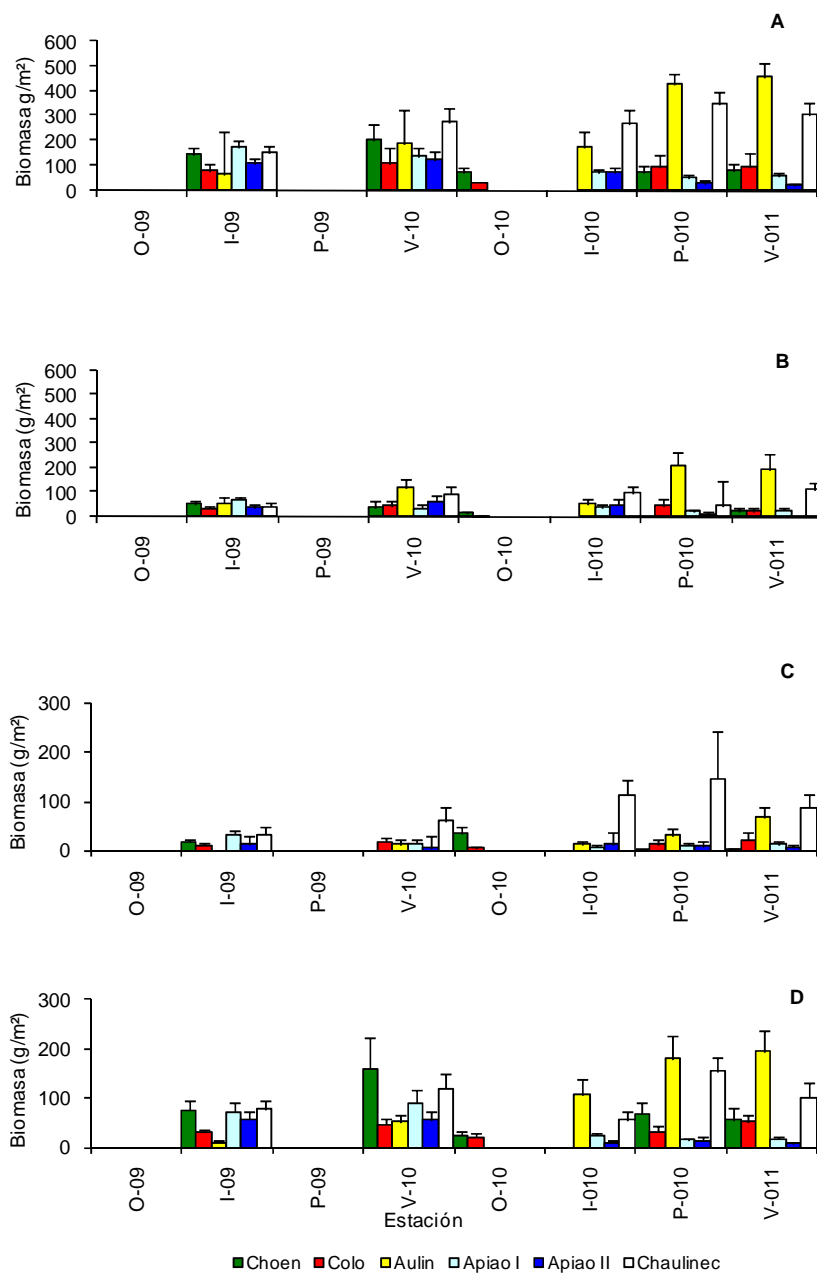 A
Biomasa g/m²)
600
500
400
300
200
100
0
O-09
I-09
P-09
V-10
O-10
I-010
P-010
V-011
B
Biomasa (g/m²)
600
500
400
300
200
100
0
O-09
I-09
P-09
V-10
O-10
I-010
P-010
V-011
C
Biomasa (g/m²)
300
200
100
0
O-09
I-09
P-09
V-10
O-10
I-010
P-010
V-011
D
Biomasa (g/m²)
300
200
100
0
O-09
I-09
P-09
V-10
O-10
I-010
P-010
V-011
Estación
Choen Colo Aulin Apiao I Apiao II Chaulinec